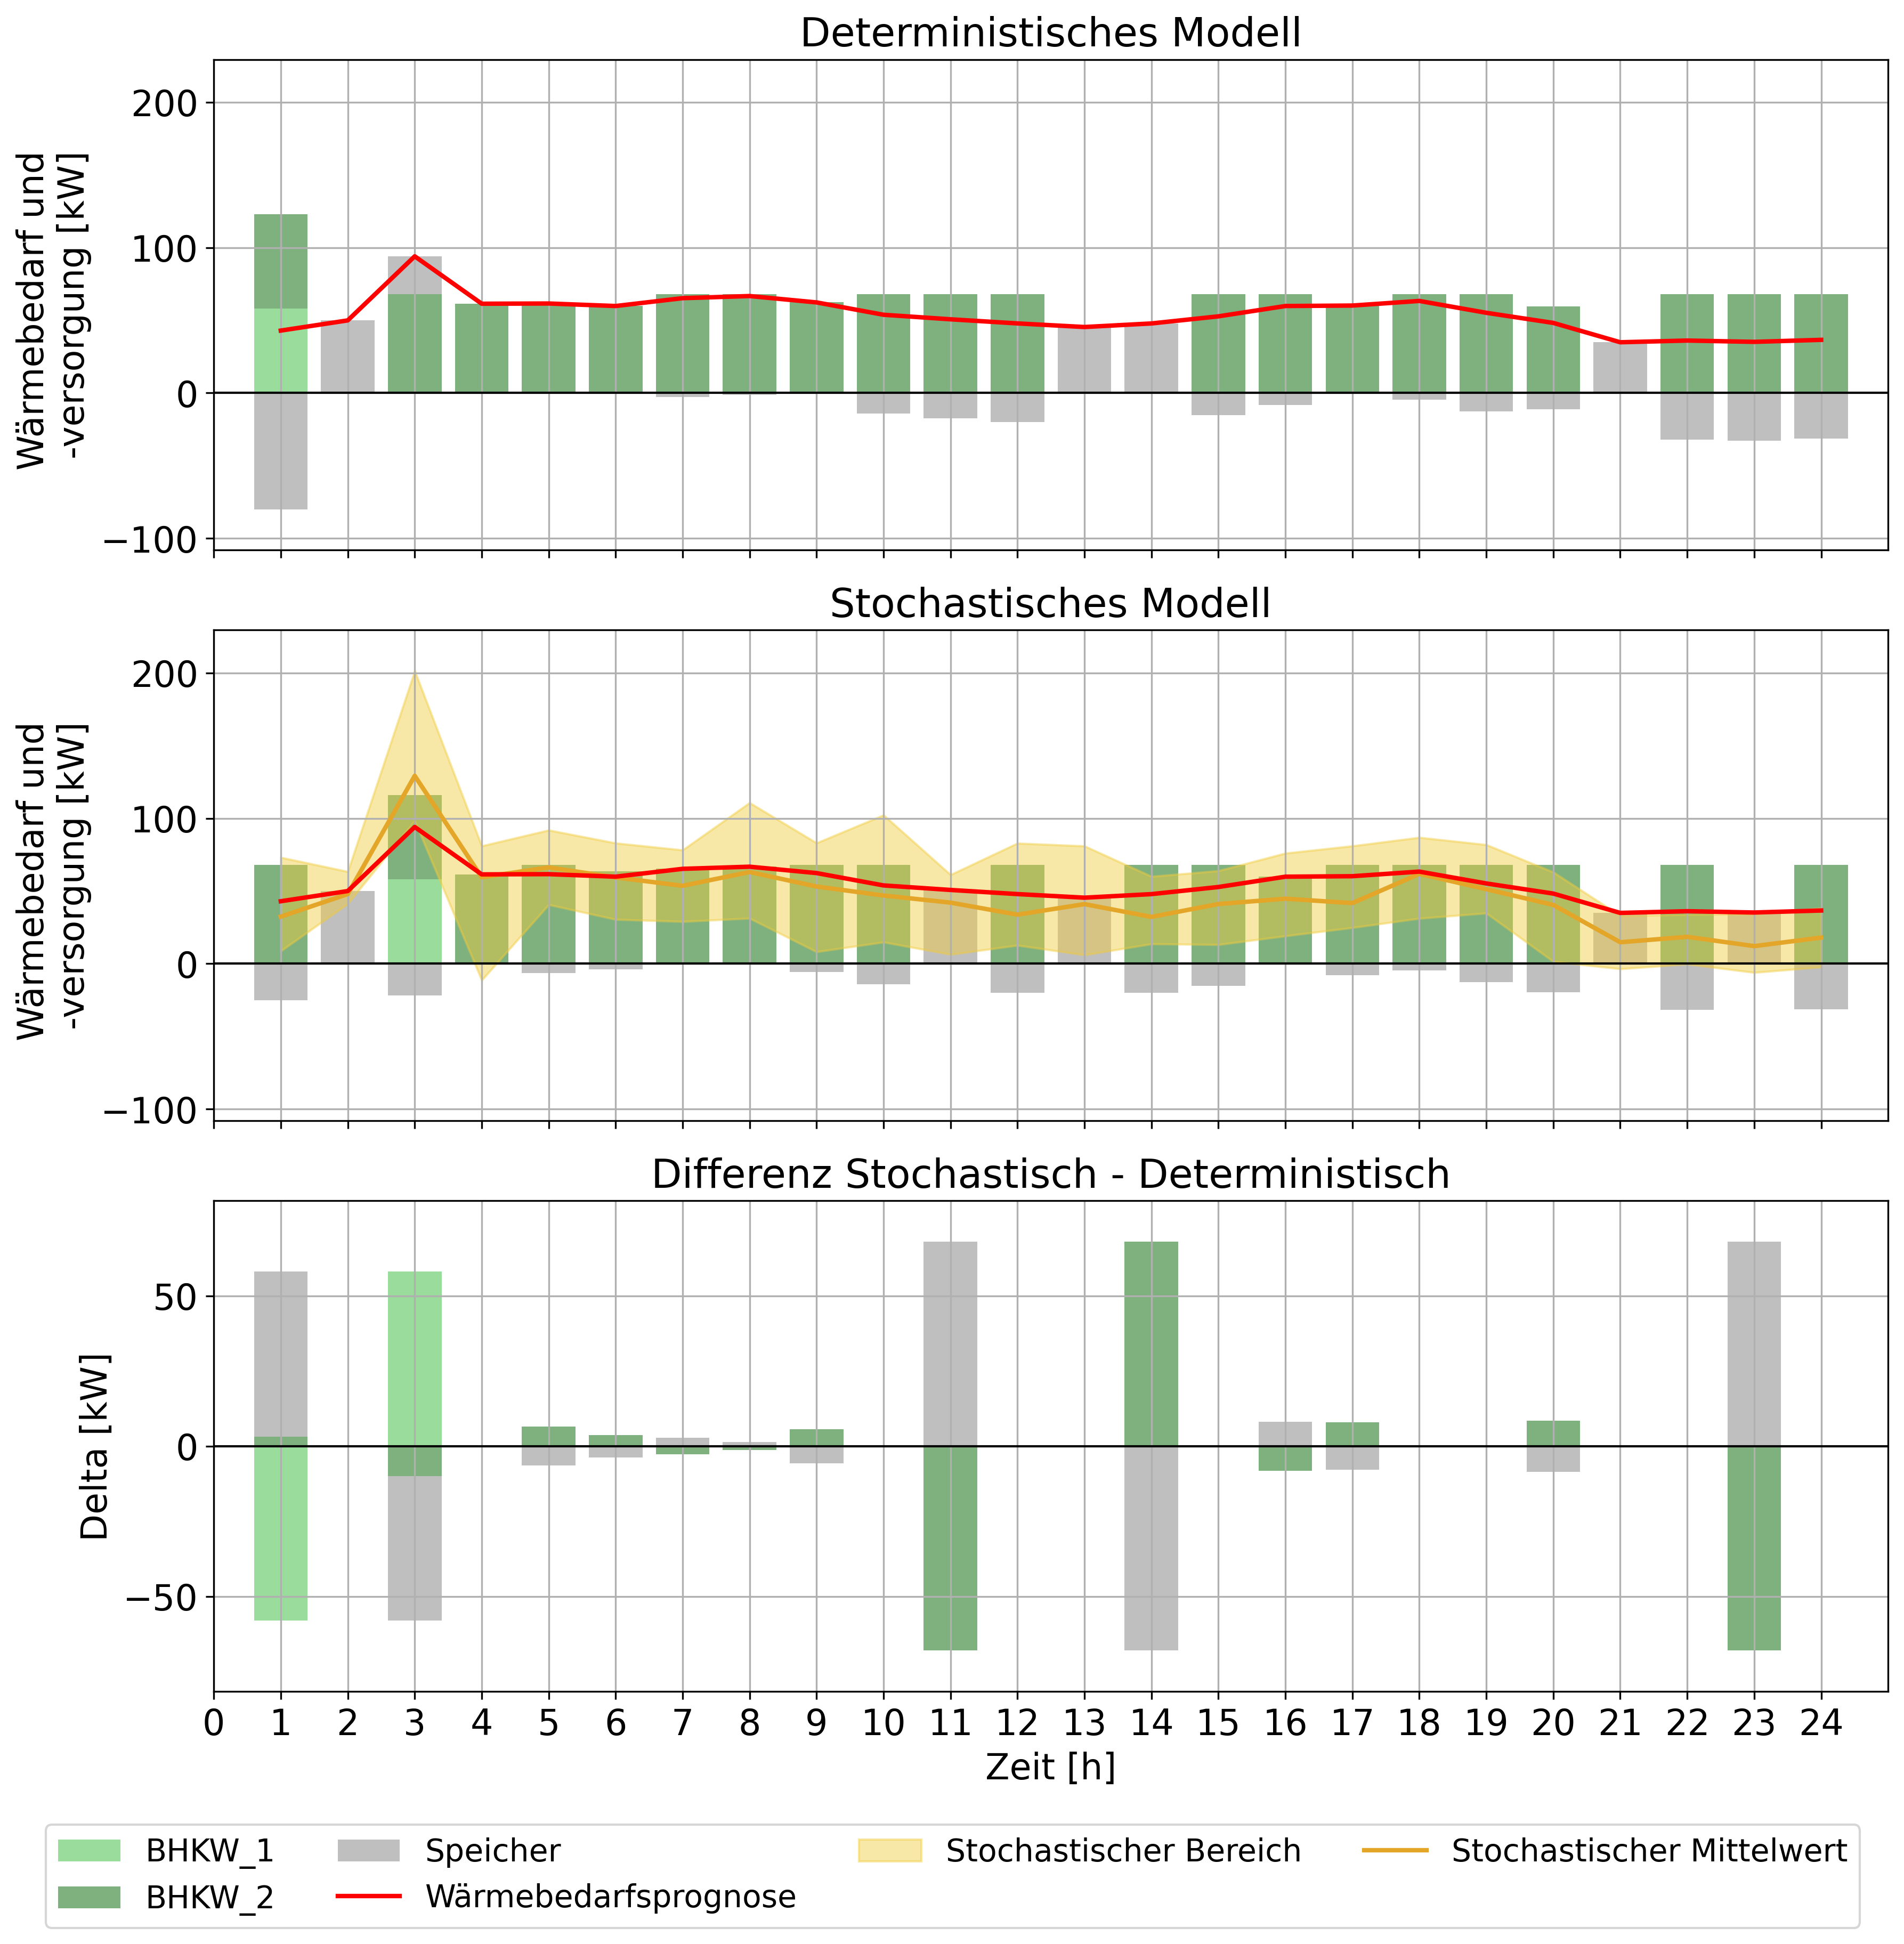 Deterministisches Modell
Wärmebedarf und
-versorgung [kW]
200
100
0
−100
Stochastisches Modell
Wärmebedarf und
-versorgung [kW]
200
100
0
−100
Differenz Stochastisch - Deterministisch
Delta [kW]
50
0
−50
0 1 2 3 4 5 6 7 8 9 10 11 12 13 14 15 16 17 18 19 20 21 22 23 24
Zeit [h]
BHKW_1
BHKW_2
Speicher
Wärmebedarfsprognose
Stochastischer Bereich
Stochastischer Mittelwert